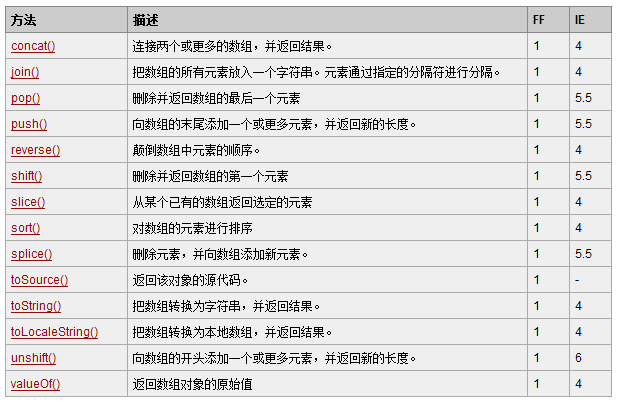 方法 描述 FF IE
concat() 连接两个或更多的数组，并返回结果。 1 4
join() 把数组的所有元素放入一个字符串。元素通过指定的分隔符进行分隔。 1 4
pop() 删除并返回数组的最后一个元素 1 5.5
push() 向数组的末尾添加一个或更多元素，并返回新的长度。 1 5.5
reverse() 颠倒数组中元素的顺序。 1 4
shift() 删除并返回数组的第一个元素 1 5.5
slice() 从某个已有的数组返回选定的元素 1 4
sort() 对数组的元素进行排序 1 4
splice() 删除元素，并向数组添加新元素。 1 5.5
toSource() 返回该对象的源代码。 1 -
toString() 把数组转换为字符串，并返回结果。 1 4
toLocaleString() 把数组转换为本地数组，并返回结果。 1 4
unshift() 向数组的开头添加一个或更多元素，并返回新的长度。 1 6
valueOf() 返回数组对象的原始值 1 4